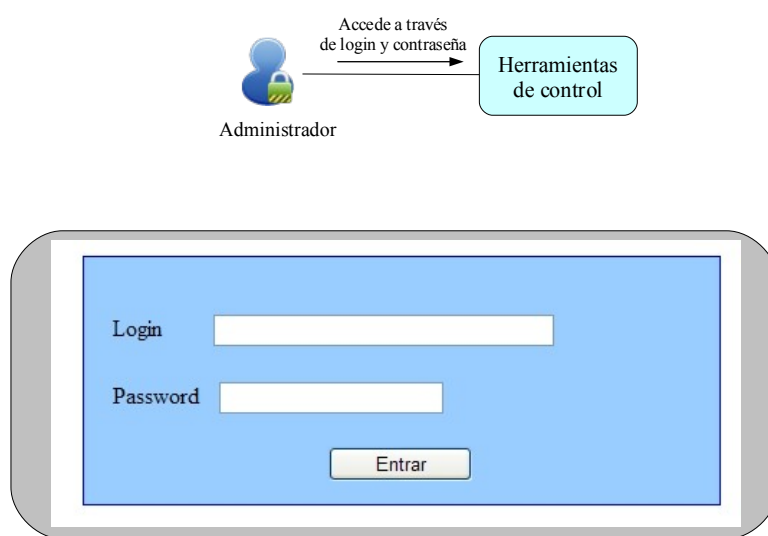 Accede a través
de login y contraseña
Herramientas
de control
Administrador
Login
Password
Entrar